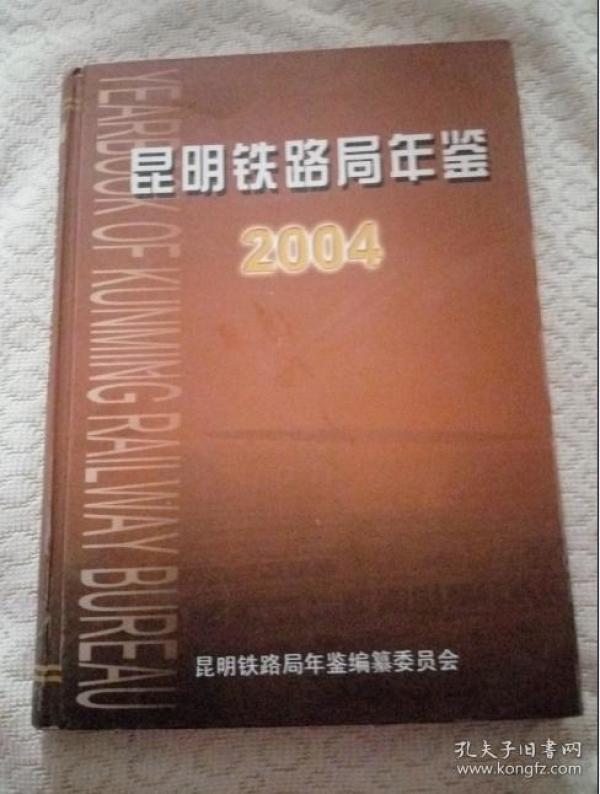 昆明铁路局年鉴
2004
YEARBOOK OF KUNMING RAILWAY BUREAU
昆明铁路局年鉴编纂委员会
孔夫子旧书网
www.kongfz.com